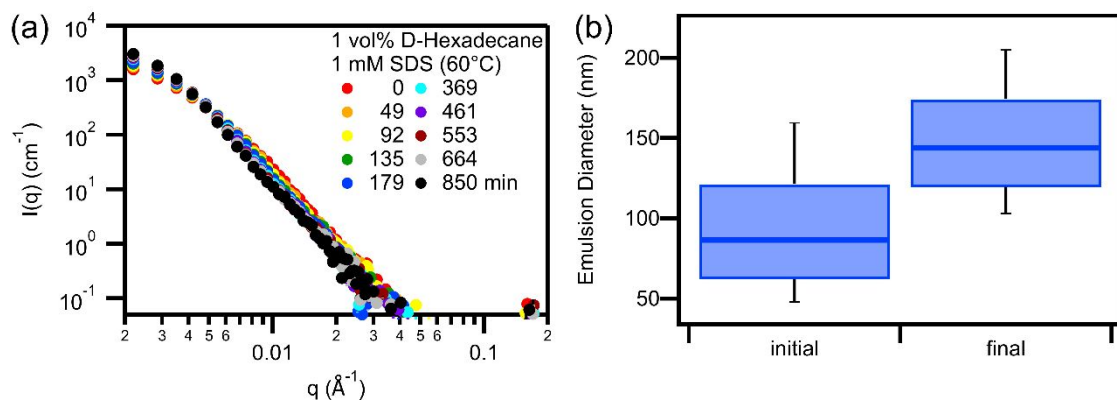 (a)
10^4
10^3
10^2
10^1
10^0
10^-1
I(q) (cm^-1)
1 vol% D-Hexadecane
1 mM SDS (60°C)
0 369
49 461
92 553
135 664
179 850 min
2 3 4 5 6 0.01 2 3 4 5 6 0.1 2
q (Å^-1)
(b)
200
150
100
50
Emulsion Diameter (nm)
initial final